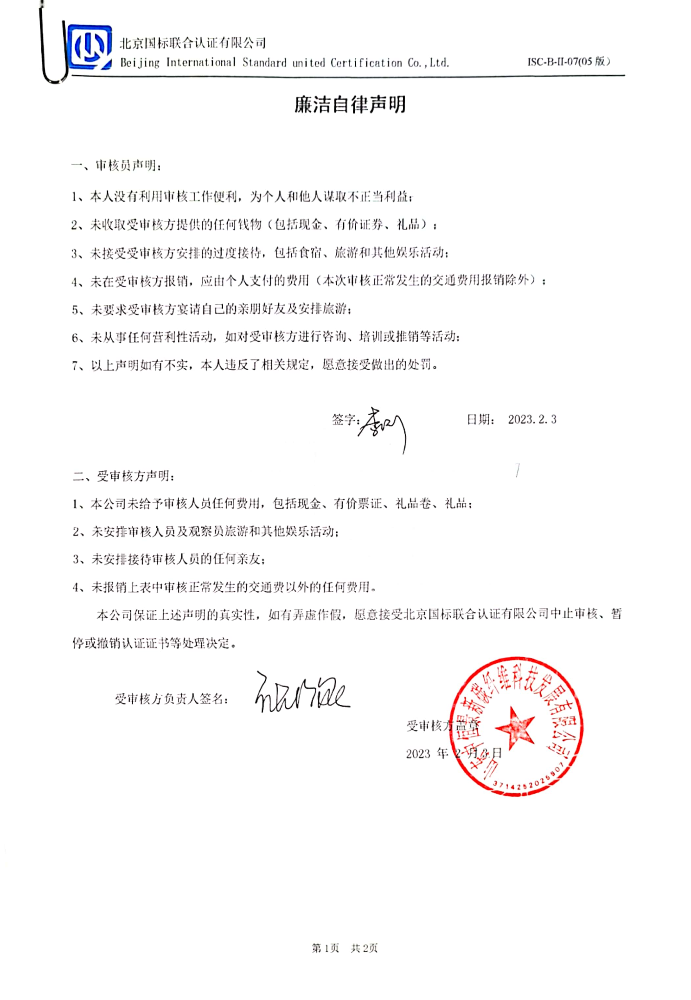 北京国标联合认证有限公司
Beijing International Standard united Certification Co.,Ltd.
ISC-B-II-07(05 版）
廉洁自律声明
一、审核员声明：
1、本人没有利用审核工作便利，为个人和他人谋取不正当利益；
2、未收取受审核方提供的任何钱物（包括现金、有价证券、礼品）；
3、未接受受审核方安排的过度接待，包括食宿、旅游和其他娱乐活动；
4、未在受审核方报销，应由个人支付的费用（本次审核正常发生的交通费用报销除外）；
5、未要求受审核方宴请自己的亲朋好友及安排旅游；
6、未从事任何营利性活动，如对受审核方进行咨询、培训或推销等活动；
7、以上声明如有不实，本人违反了相关规定，愿意接受做出的处罚。
签字： 日期： 2023.2.3
二、受审核方声明：
1、本公司未给予审核人员任何费用，包括现金、有价票证、礼品卷、礼品；
2、未安排审核人员及观察员旅游和其他娱乐活动；
3、未安排接待审核人员的任何亲友；
4、未报销上表中审核正常发生的交通费以外的任何费用。
本公司保证上述声明的真实性，如有弄虚作假，愿意接受北京国标联合认证有限公司中止审核、暂
停或撤销认证证书等处理决定。
受审核方负责人签名：
受审核方盖章
2023 年 2 月 3 日
山东中恒景新碳纤维科技发展有限公司
3714252025907
第 1页 共 2页